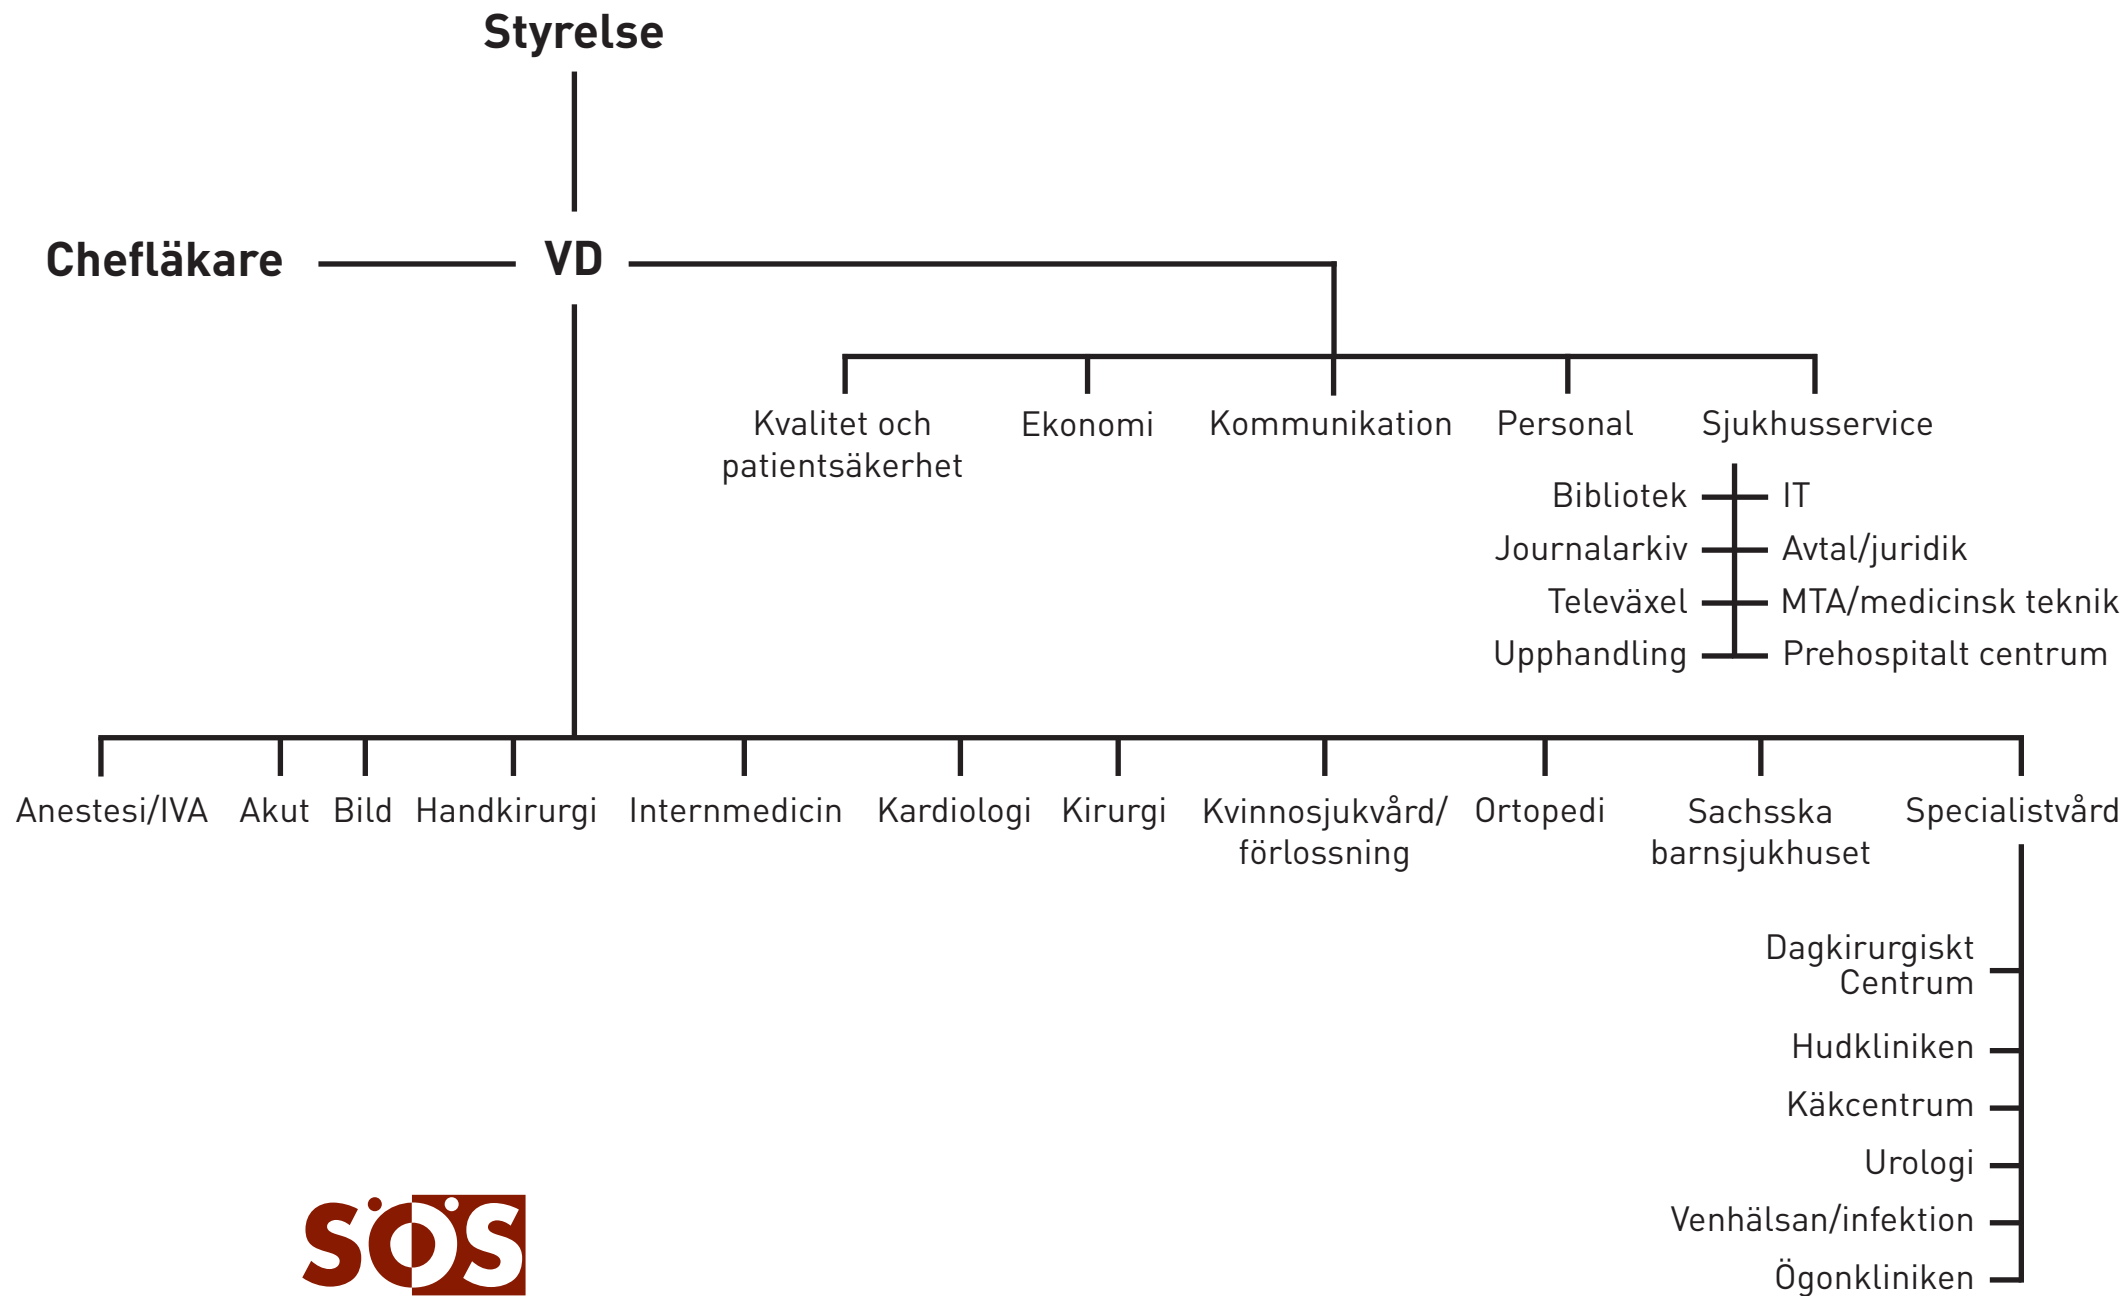 Styrelse
Chefläkare
VD
Kvalitet och
patientsäkerhet
Ekonomi
Kommunikation
Personal
Sjukhusservice
Bibliotek
IT
Journalarkiv
Avtal/juridik
Televäxel
MTA/medicinsk teknik
Upphandling
Prehospitalt centrum
Anestesi/IVA
Akut
Bild
Handkirurgi
Internmedicin
Kardiologi
Kirurgi
Kvinnosjukvård/
förlossning
Ortopedi
Sachsska
barnsjukhuset
Specialistvård
Dagkirurgiskt
Centrum
Hudkliniken
Käkcentrum
Urologi
Venhälsan/infektion
Ögonkliniken
SÖS